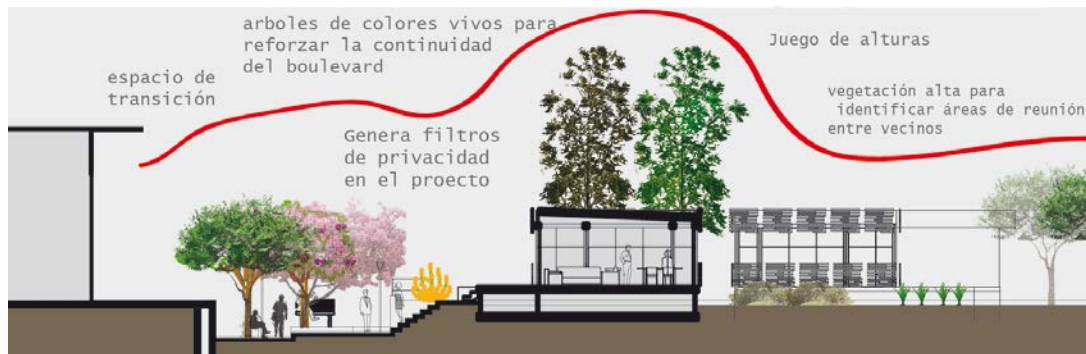 espacio de
transición
arboles de colores vivos para
reforzar la continuidad
del boulevard
Genera filtros
de privacidad
en el proecto
Juego de alturas
vegetación alta para
identificar áreas de reunión
entre vecinos